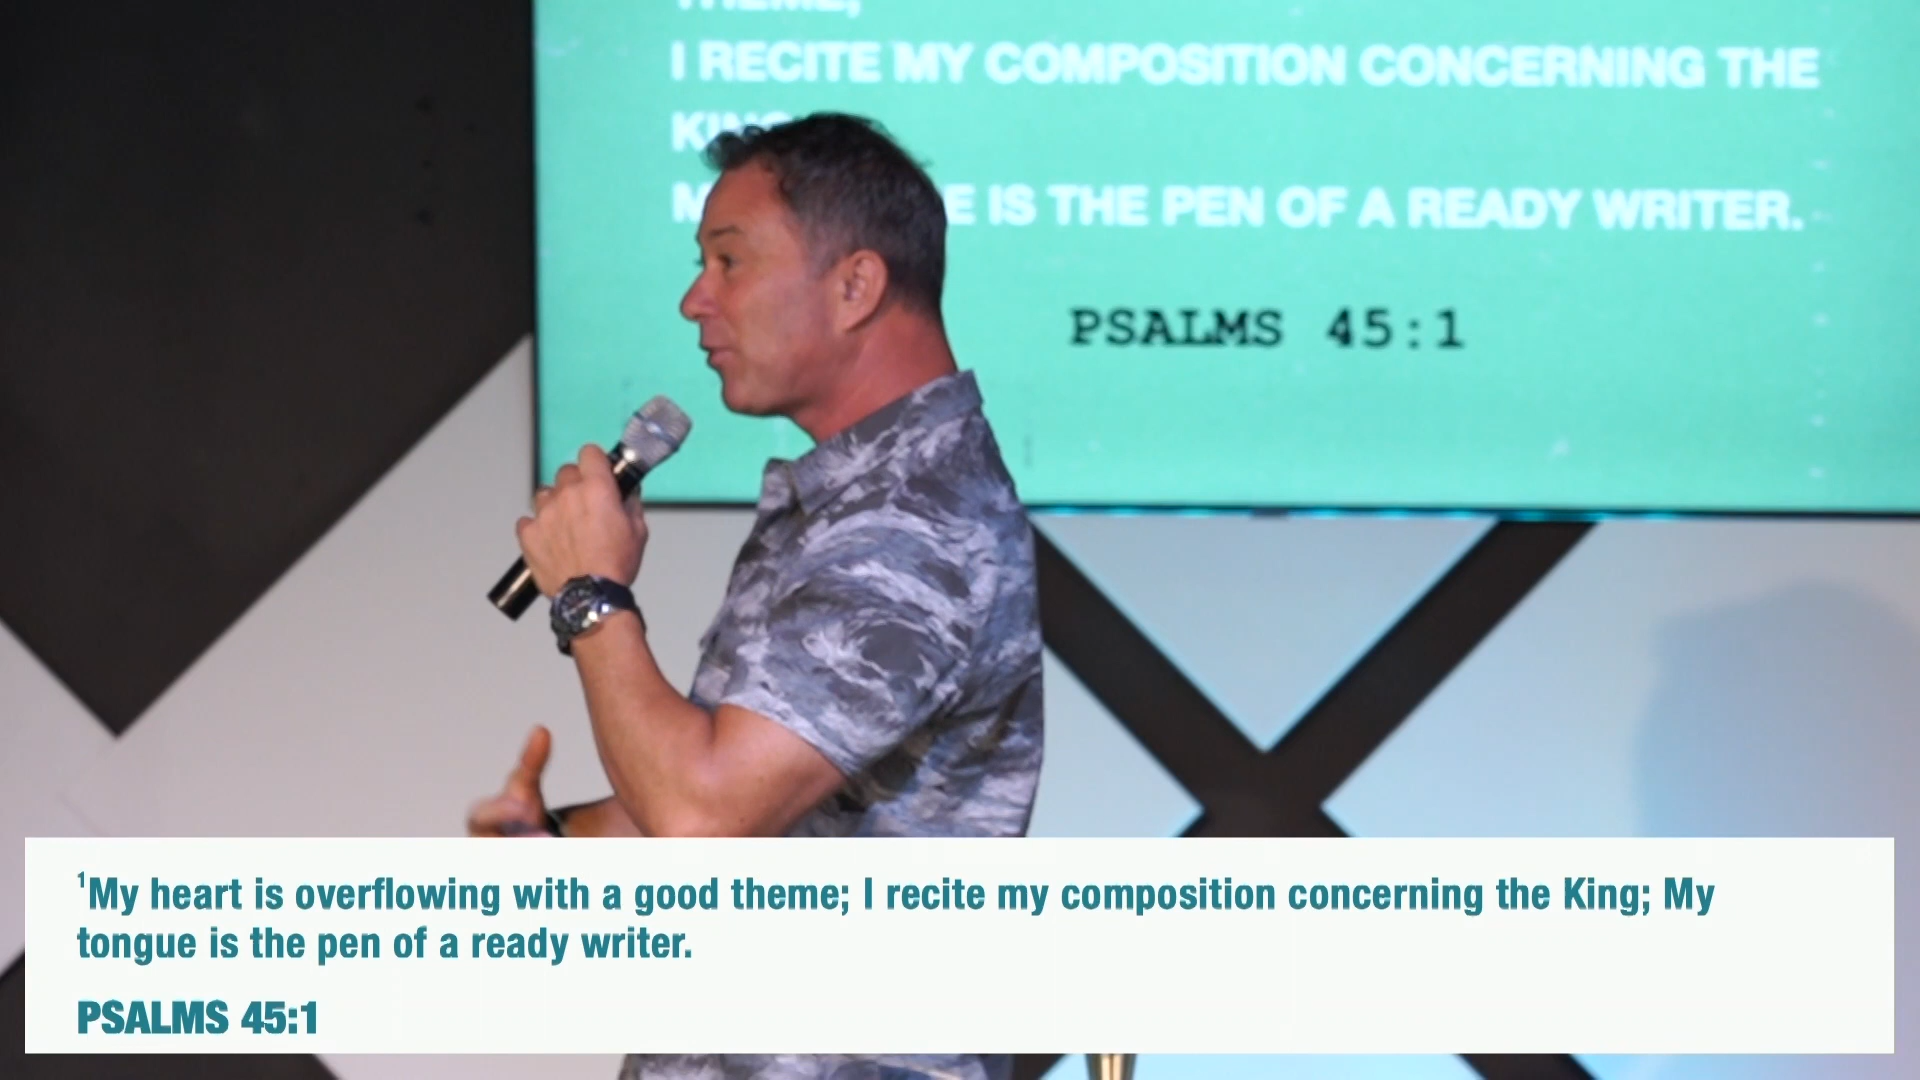 THEME;
I RECITE MY COMPOSITION CONCERNING THE
KING;
M E IS THE PEN OF A READY WRITER.
PSALMS 45:1
¹My heart is overflowing with a good theme; I recite my composition concerning the King; My
tongue is the pen of a ready writer.
PSALMS 45:1